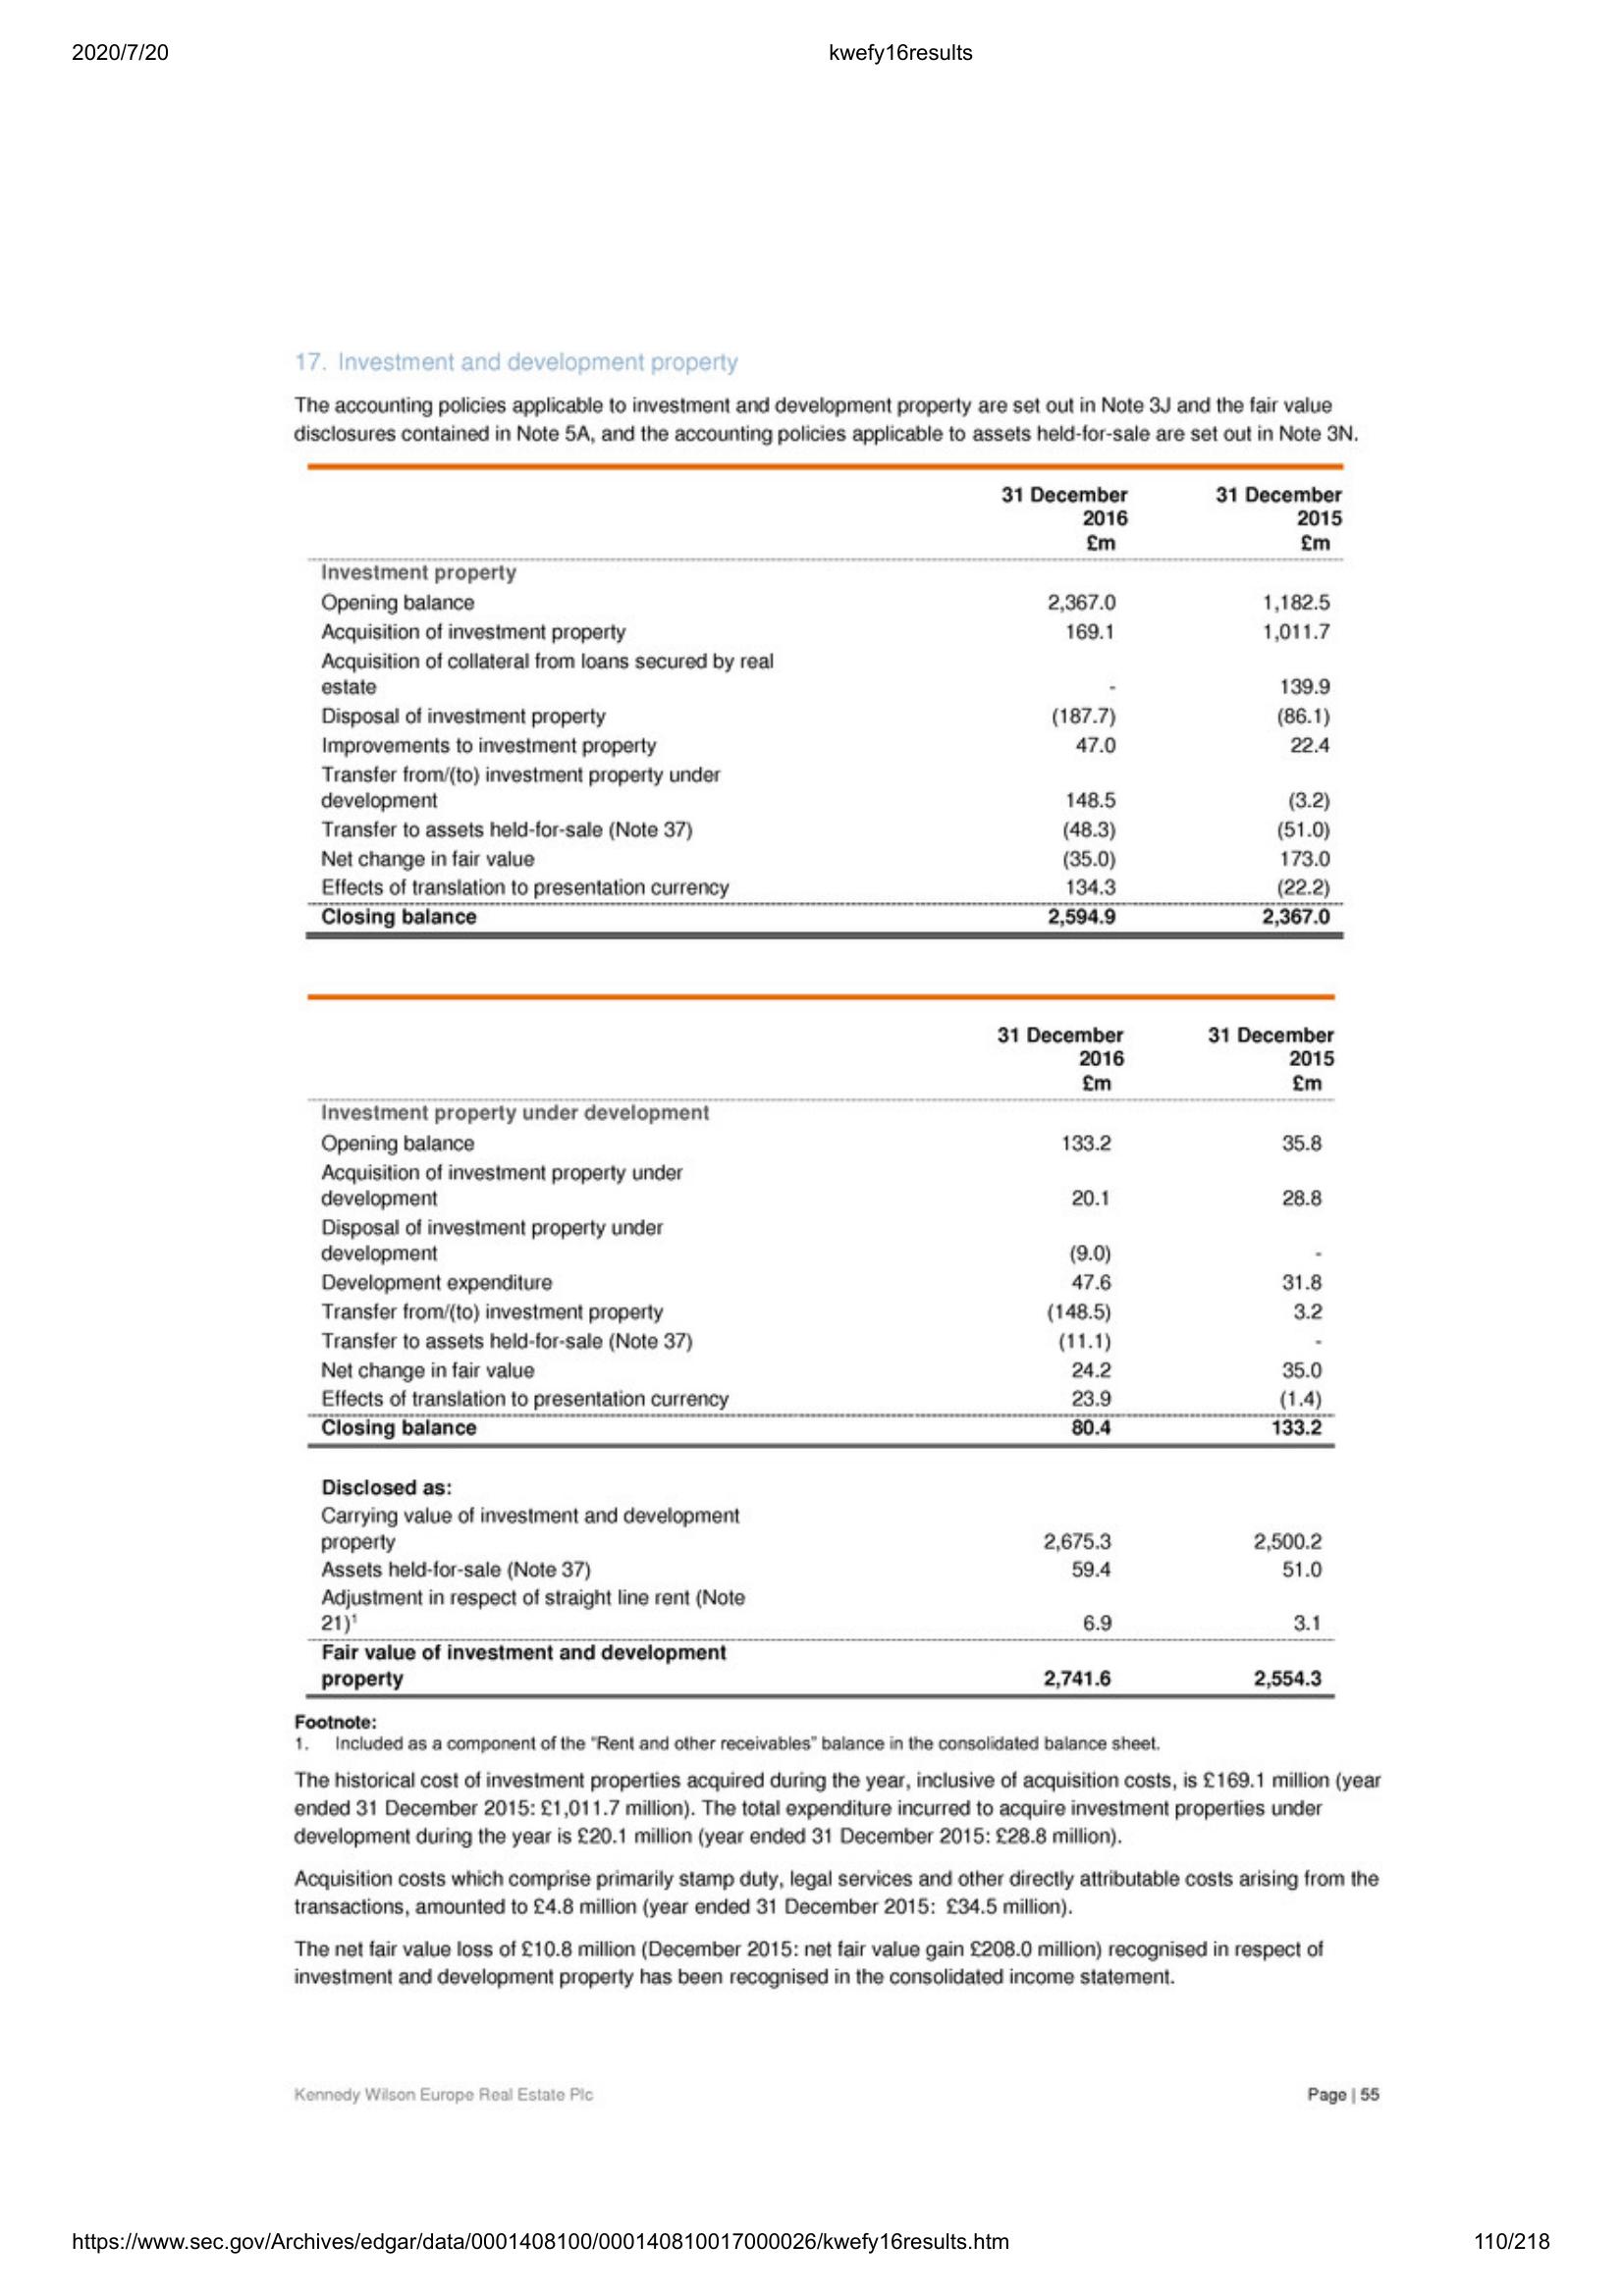 2020/7/20 kwefy16results
17. Investment and development property
The accounting policies applicable to investment and development property are set out in Note 3J and the fair value
disclosures contained in Note 5A, and the accounting policies applicable to assets held-for-sale are set out in Note 3N.
31 December 31 December
2016 2015
£m £m
Investment property
Opening balance 2,367.0 1,182.5
Acquisition of investment property 169.1 1,011.7
Acquisition of collateral from loans secured by real
estate - 139.9
Disposal of investment property (187.7) (86.1)
Improvements to investment property 47.0 22.4
Transfer from/(to) investment property under
development 148.5 (3.2)
Transfer to assets held-for-sale (Note 37) (48.3) (51.0)
Net change in fair value (35.0) 173.0
Effects of translation to presentation currency 134.3 (22.2)
Closing balance 2,594.9 2,367.0
31 December 31 December
2016 2015
£m £m
Investment property under development
Opening balance 133.2 35.8
Acquisition of investment property under
development 20.1 28.8
Disposal of investment property under
development (9.0) -
Development expenditure 47.6 31.8
Transfer from/(to) investment property (148.5) 3.2
Transfer to assets held-for-sale (Note 37) (11.1) -
Net change in fair value 24.2 35.0
Effects of translation to presentation currency 23.9 (1.4)
Closing balance 80.4 133.2
Disclosed as:
Carrying value of investment and development
property 2,675.3 2,500.2
Assets held-for-sale (Note 37) 59.4 51.0
Adjustment in respect of straight line rent (Note
21)¹ 6.9 3.1
Fair value of investment and development
property 2,741.6 2,554.3
Footnote:
1. Included as a component of the "Rent and other receivables" balance in the consolidated balance sheet.
The historical cost of investment properties acquired during the year, inclusive of acquisition costs, is £169.1 million (year
ended 31 December 2015: £1,011.7 million). The total expenditure incurred to acquire investment properties under
development during the year is £20.1 million (year ended 31 December 2015: £28.8 million).
Acquisition costs which comprise primarily stamp duty, legal services and other directly attributable costs arising from the
transactions, amounted to £4.8 million (year ended 31 December 2015: £34.5 million).
The net fair value loss of £10.8 million (December 2015: net fair value gain £208.0 million) recognised in respect of
investment and development property has been recognised in the consolidated income statement.
Kennedy Wilson Europe Real Estate Plc Page | 55
https://www.sec.gov/Archives/edgar/data/0001408100/000140810017000026/kwefy16results.htm 110/218